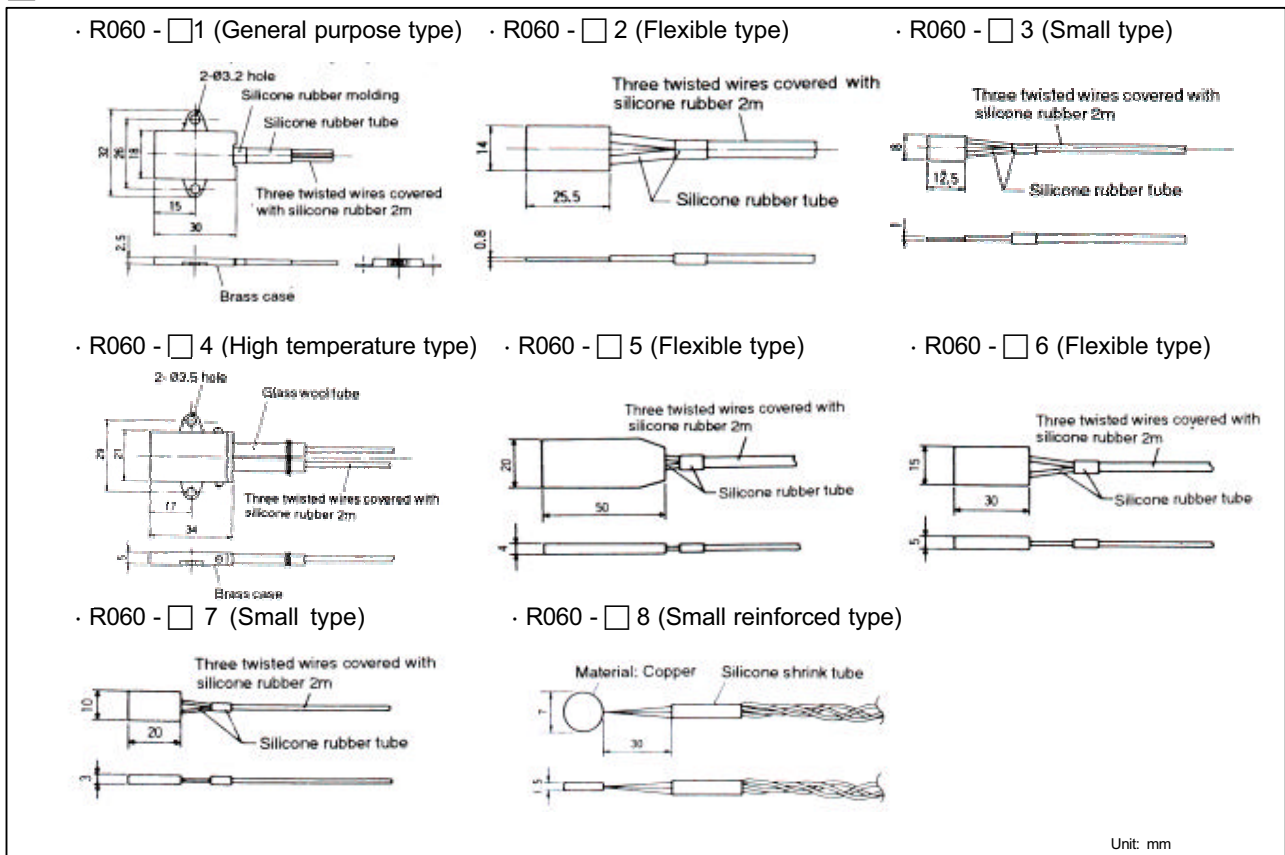 · R060 - □1 (General purpose type)
2-Ø3.2 hole
Silicone rubber molding
Silicone rubber tube
32
26
18
Three twisted wires covered
with silicone rubber 2m
15
30
2.5
Brass case
· R060 - □ 2 (Flexible type)
Three twisted wires covered with
silicone rubber 2m
14
25.5
Silicone rubber tube
0.8
· R060 - □ 3 (Small type)
Three twisted wires covered with
silicone rubber 2m
8
12.5
Silicone rubber tube
1
· R060 - □ 4 (High temperature type)
2- Ø3.5 hole
Glass wool tube
29
21
Three twisted wires covered with
silicone rubber 2m
17
34
5
Brass case
· R060 - □ 5 (Flexible type)
Three twisted wires covered with
silicone rubber 2m
20
50
Silicone rubber tube
4
· R060 - □ 6 (Flexible type)
Three twisted wires covered with
silicone rubber 2m
15
30
Silicone rubber tube
5
· R060 - □ 7 (Small type)
Three twisted wires covered with
silicone rubber 2m
10
20
Silicone rubber tube
3
· R060 - □ 8 (Small reinforced type)
Material: Copper
Silicone shrink tube
7
30
1.5
Unit: mm